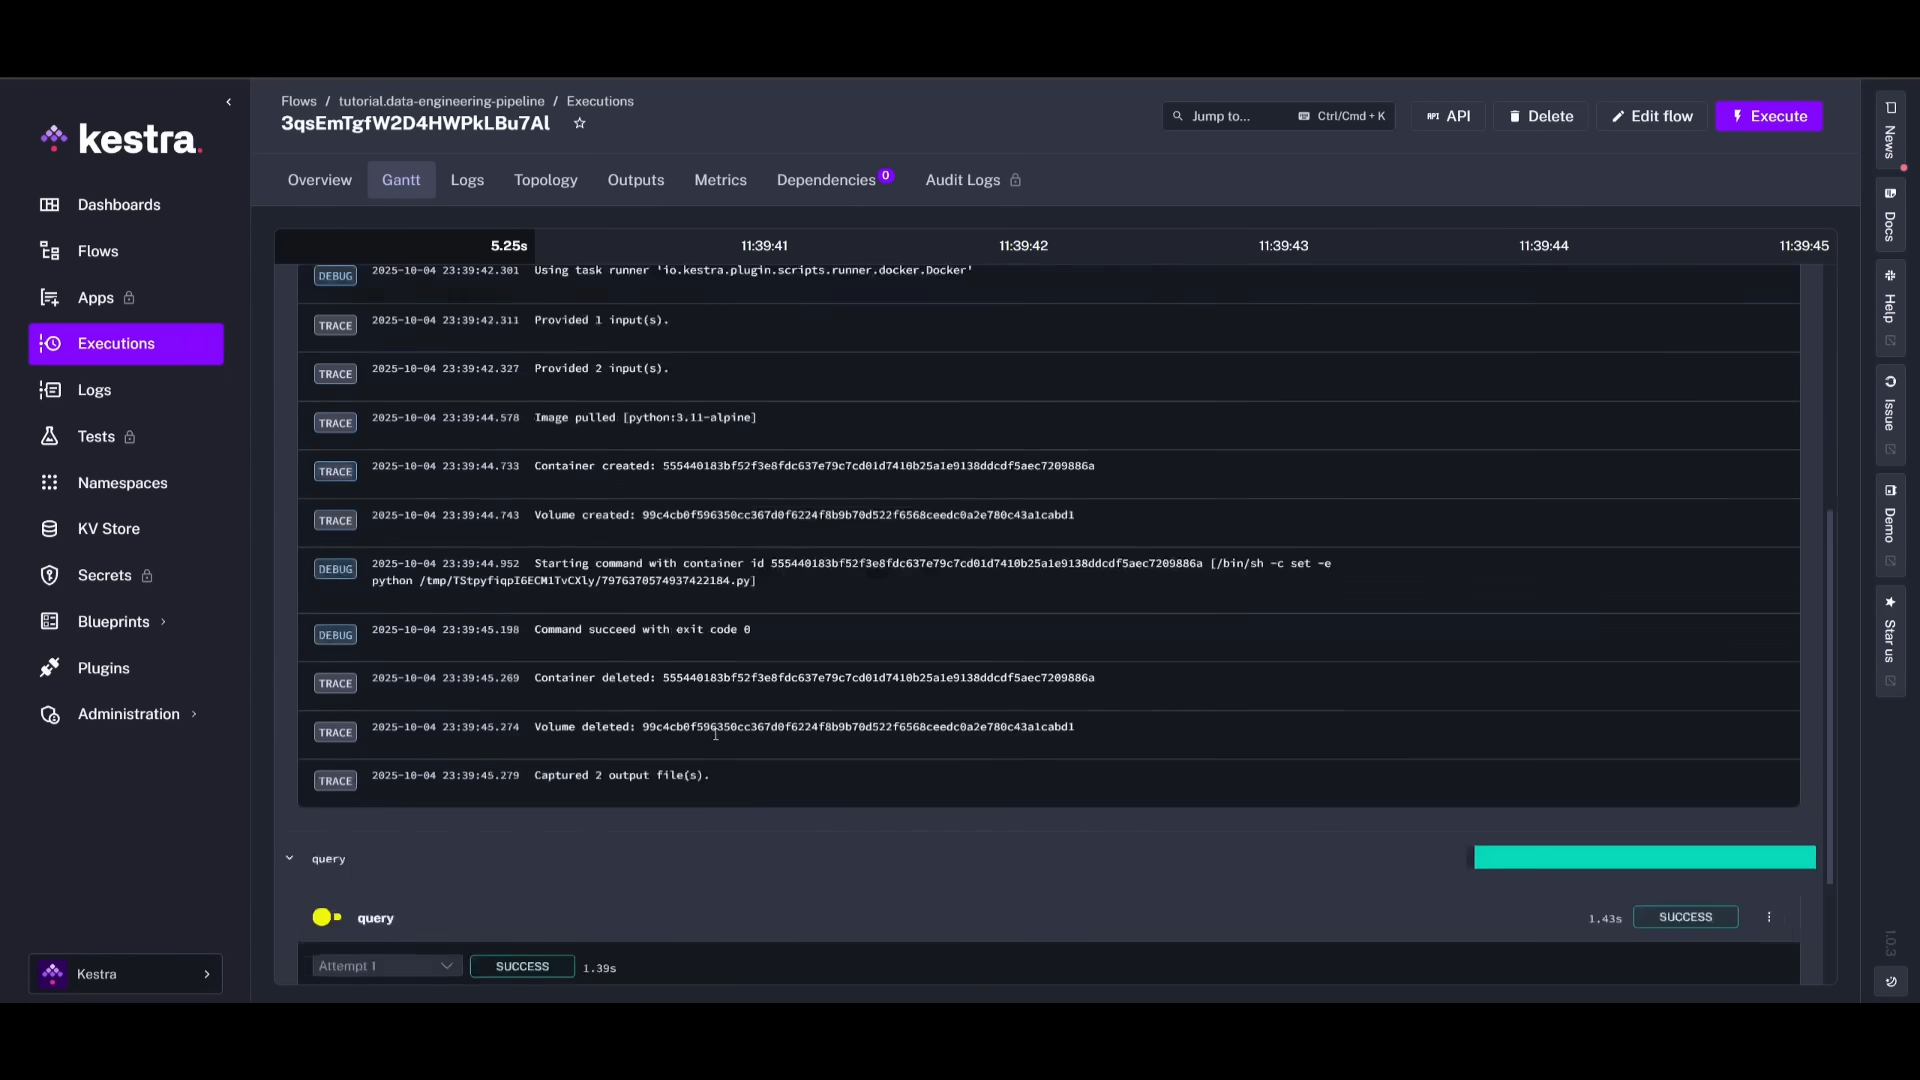 kestra.
Dashboards
Flows
Apps
Executions
Logs
Tests
Namespaces
KV Store
Secrets
Blueprints
Plugins
Administration
Kestra
Flows / tutorial.data-engineering-pipeline / Executions
3qsEmTgfW2D4HWPkLBu7Al
Jump to... Ctrl/Cmd + K
API API
Delete
Edit flow
Execute
Overview Gantt Logs Topology Outputs Metrics Dependencies 0 Audit Logs
5.25s 11:39:41 11:39:42 11:39:43 11:39:44 11:39:45
DEBUG 2025-10-04 23:39:42.301 Using task runner 'io.kestra.plugin.scripts.runner.docker.Docker'
TRACE 2025-10-04 23:39:42.311 Provided 1 input(s).
TRACE 2025-10-04 23:39:42.327 Provided 2 input(s).
TRACE 2025-10-04 23:39:44.578 Image pulled [python:3.11-alpine]
TRACE 2025-10-04 23:39:44.733 Container created: 555440183bf52f3e8fdc637e79c7cd01d7410b25a1e9138ddcdf5aec7209886a
TRACE 2025-10-04 23:39:44.743 Volume created: 99c4cb0f596350cc367d0f6224f8b9b70d522f6568ceedc0a2e780c43a1cabd1
DEBUG 2025-10-04 23:39:44.952 Starting command with container id 555440183bf52f3e8fdc637e79c7cd01d7410b25a1e9138ddcdf5aec7209886a [/bin/sh -c set -e
python /tmp/TStpyfiqpI6ECM1TvCXly/7976370574937422184.py]
DEBUG 2025-10-04 23:39:45.198 Command succeed with exit code 0
TRACE 2025-10-04 23:39:45.269 Container deleted: 555440183bf52f3e8fdc637e79c7cd01d7410b25a1e9138ddcdf5aec7209886a
TRACE 2025-10-04 23:39:45.274 Volume deleted: 99c4cb0f596350cc367d0f6224f8b9b70d522f6568ceedc0a2e780c43a1cabd1
TRACE 2025-10-04 23:39:45.279 Captured 2 output file(s).
query
query 1.43s SUCCESS
Attempt 1 SUCCESS 1.39s
News
Docs
Help
Issue
Demo
Star us
1.0.3